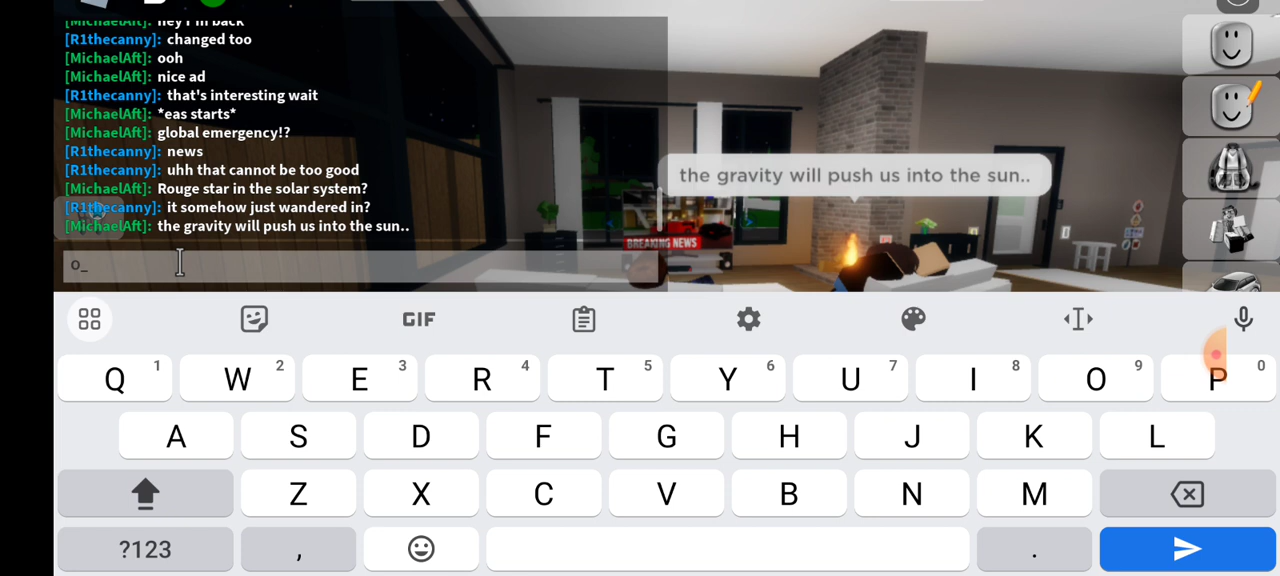 [MichaelAft]: hey i'm back
[R1thecanny]: changed too
[MichaelAft]: ooh
[MichaelAft]: nice ad
[R1thecanny]: that's interesting wait
[MichaelAft]: *eas starts*
[MichaelAft]: global emergency!?
[R1thecanny]: news
[R1thecanny]: uhh that cannot be too good
[MichaelAft]: Rouge star in the solar system?
[R1thecanny]: it somehow just wandered in?
[MichaelAft]: the gravity will push us into the sun..
the gravity will push us into the sun..
BREAKING NEWS
o_
GIF
Q 1 W 2 E 3 R 4 T 5 Y 6 U 7 I 8 O 9 P 0
A S D F G H J K L
Z X C V B N M
?123 , .